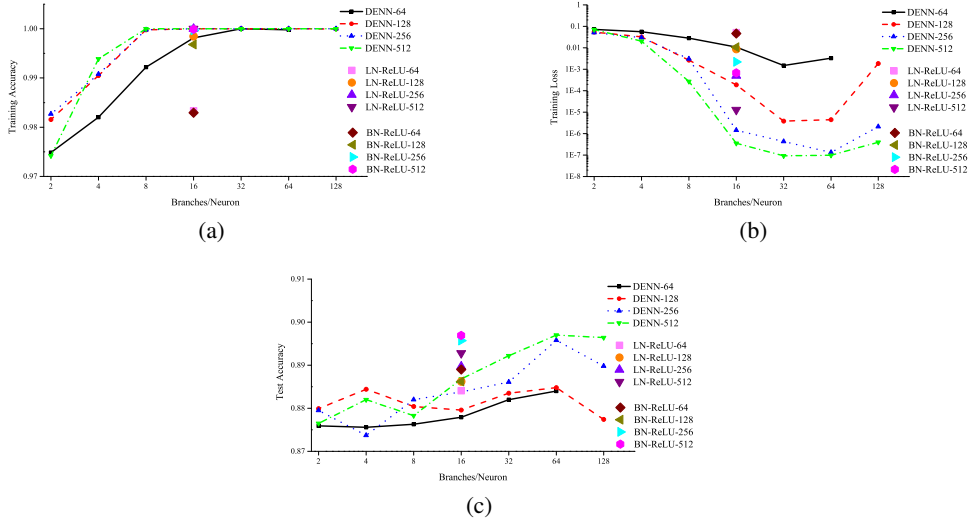 1.00
0.99
0.98
0.97
Training Accuracy
2 4 8 16 32 64 128
Branches/Neuron
DENN-64
DENN-128
DENN-256
DENN-512
LN-ReLU-64
LN-ReLU-128
LN-ReLU-256
LN-ReLU-512
BN-ReLU-64
BN-ReLU-128
BN-ReLU-256
BN-ReLU-512
(a)
0.1
0.01
1E-3
1E-4
1E-5
1E-6
1E-7
1E-8
Training Loss
2 4 8 16 32 64 128
Branches/Neuron
DENN-64
DENN-128
DENN-256
DENN-512
LN-ReLU-64
LN-ReLU-128
LN-ReLU-256
LN-ReLU-512
BN-ReLU-64
BN-ReLU-128
BN-ReLU-256
BN-ReLU-512
(b)
0.91
0.90
0.89
0.88
0.87
Test Accuracy
2 4 8 16 32 64 128
Branches/Neuron
DENN-64
DENN-128
DENN-256
DENN-512
LN-ReLU-64
LN-ReLU-128
LN-ReLU-256
LN-ReLU-512
BN-ReLU-64
BN-ReLU-128
BN-ReLU-256
BN-ReLU-512
(c)